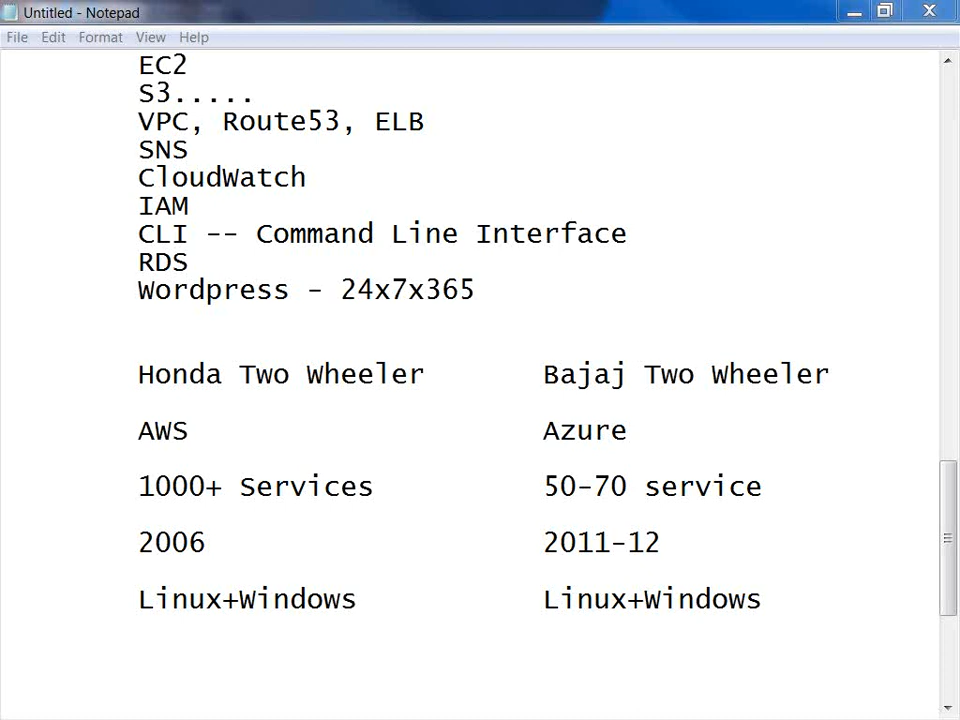 Untitled - Notepad
File Edit Format View Help
EC2
S3.....
VPC, Route53, ELB
SNS
CloudWatch
IAM
CLI -- Command Line Interface
RDS
Wordpress - 24x7x365
Honda Two Wheeler Bajaj Two Wheeler
AWS Azure
1000+ Services 50-70 service
2006 2011-12
Linux+Windows Linux+Windows